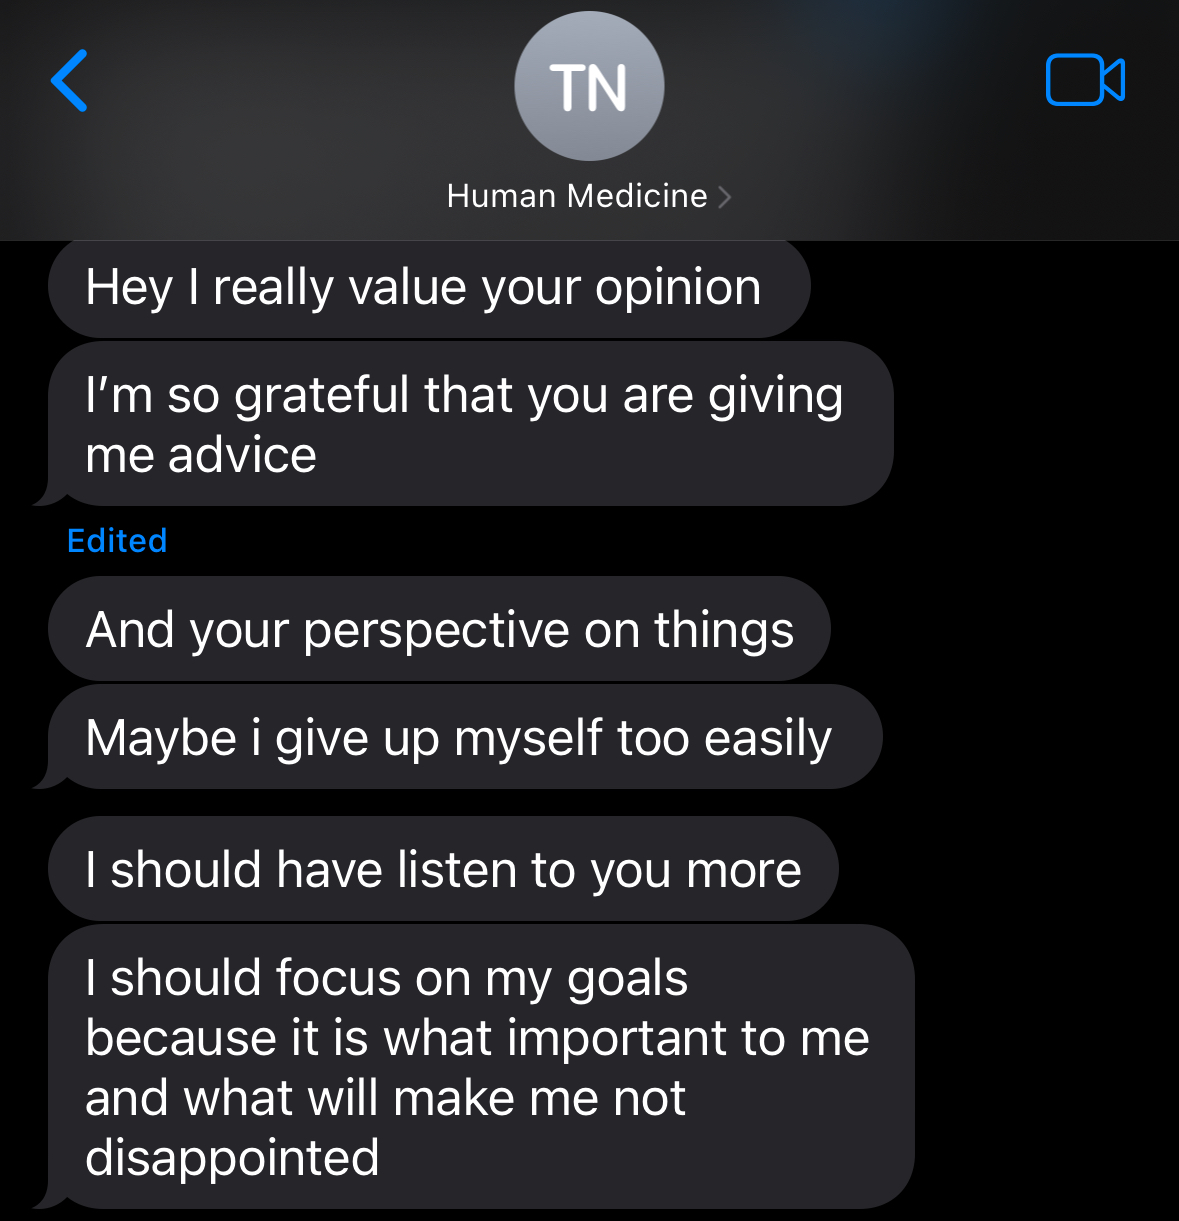 TN
Human Medicine
Hey I really value your opinion
I’m so grateful that you are giving
me advice
Edited
And your perspective on things
Maybe i give up myself too easily
I should have listen to you more
I should focus on my goals
because it is what important to me
and what will make me not
disappointed